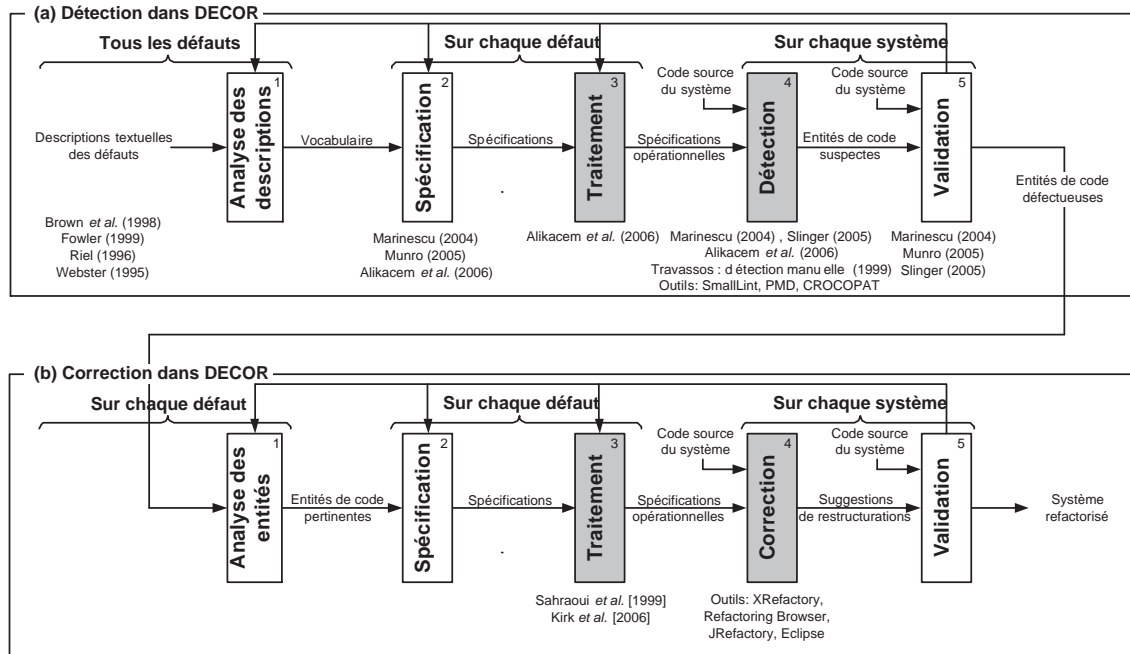 (a) Détection dans DECOR
Tous les défauts
Sur chaque défaut
Sur chaque système
1
Analyse des
descriptions
2
Spécification
3
Traitement
4
Détection
5
Validation
Code source
du système
Code source
du système
Descriptions textuelles
des défauts
Vocabulaire
Spécifications
Spécifications
opérationnelles
Entités de code
suspectes
Entités de code
défectueuses
Brown et al. (1998)
Fowler (1999)
Riel (1996)
Webster (1995)
Marinescu (2004)
Munro (2005)
Alikacem et al. (2006)
Alikacem et al. (2006)
Marinescu (2004) , Slinger (2005)
Alikacem et al. (2006)
Travassos : d étection manu elle (1999)
Outils: SmallLint, PMD, CROCOPAT
Marinescu (2004)
Munro (2005)
Slinger (2005)
(b) Correction dans DECOR
Sur chaque défaut
Sur chaque défaut
Sur chaque système
1
Analyse des
entités
2
Spécification
3
Traitement
4
Correction
5
Validation
Code source
du système
Code source
du système
Entités de code
pertinentes
Spécifications
Spécifications
opérationnelles
Suggestions
de restructurations
Système
refactorisé
Sahraoui et al. [1999]
Kirk et al. [2006]
Outils: XRefactory,
Refactoring Browser,
JRefactory, Eclipse